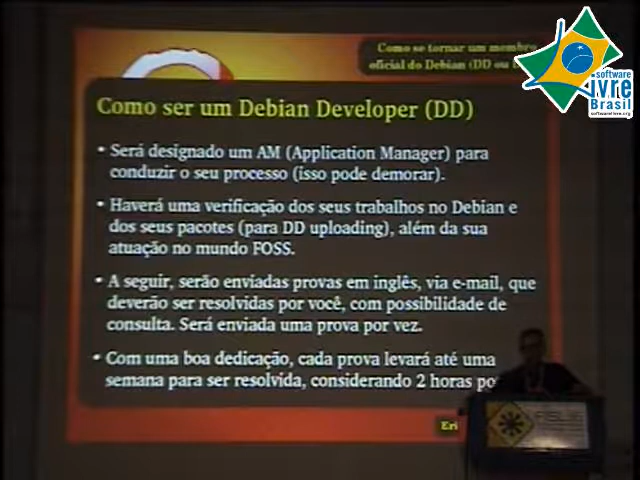 Como se tornar um membro
oficial do Debian (DD ou
software
livre
Brasil
softwarelivre.org
Como ser um Debian Developer (DD)
• Será designado um AM (Application Manager) para
conduzir o seu processo (isso pode demorar).
• Haverá uma verificação dos seus trabalhos no Debian e
dos seus pacotes (para DD uploading), além da sua
atuação no mundo FOSS.
• A seguir, serão enviadas provas em inglês, via e-mail, que
deverão ser resolvidas por você, com possibilidade de
consulta. Será enviada uma prova por vez.
• Com uma boa dedicação, cada prova levará até uma
semana para ser resolvida, considerando 2 horas po
Eri